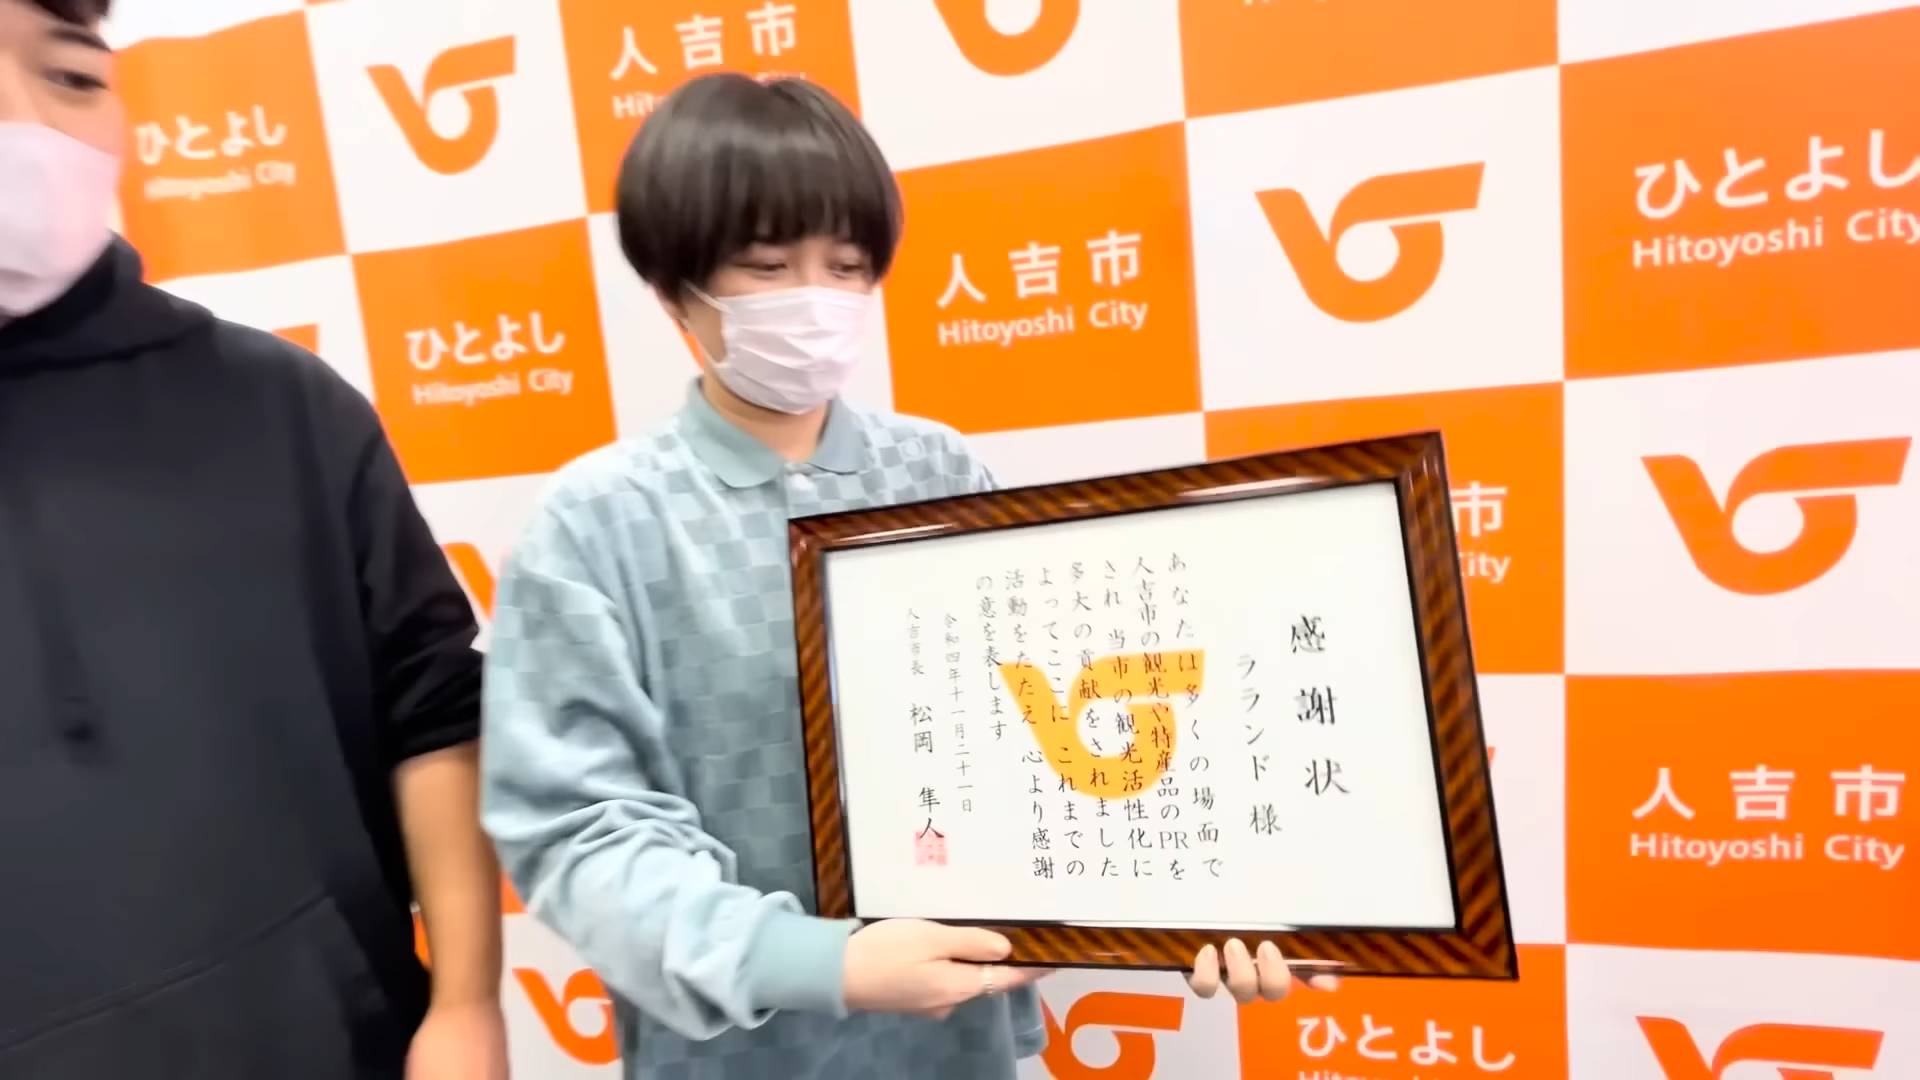 人吉市
Hit
ひとよし
Hitoyoshi City
人吉市
Hitoyoshi City
ひとよし
Hitoyoshi City
ひとよし
Hitoyoshi City
市
City
人吉市
Hitoyoshi City
ひとよし
感謝状
ラランド 様
あなたは多くの場面で
人吉市の観光や特産品のPRを
され 当市の観光活性化に
多大の貢献をされました
よってここに これまでの
活動をたたえ 心より感謝
の意を表します
令和四年十一月二十一日
人吉市長 松岡 隼人